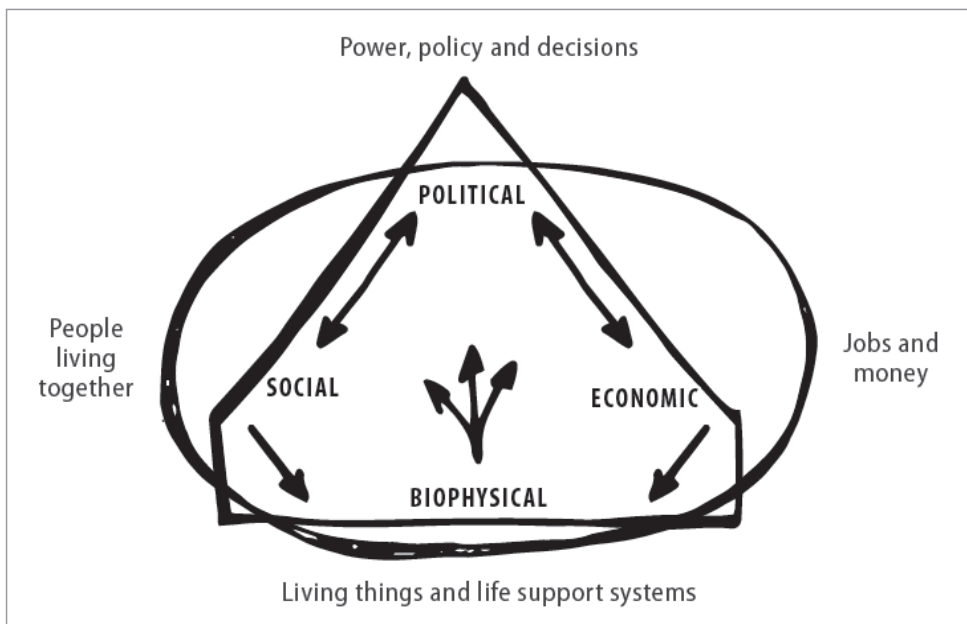 Power, policy and decisions
POLITICAL
People
living
together
SOCIAL
ECONOMIC
Jobs and
money
BIOPHYSICAL
Living things and life support systems